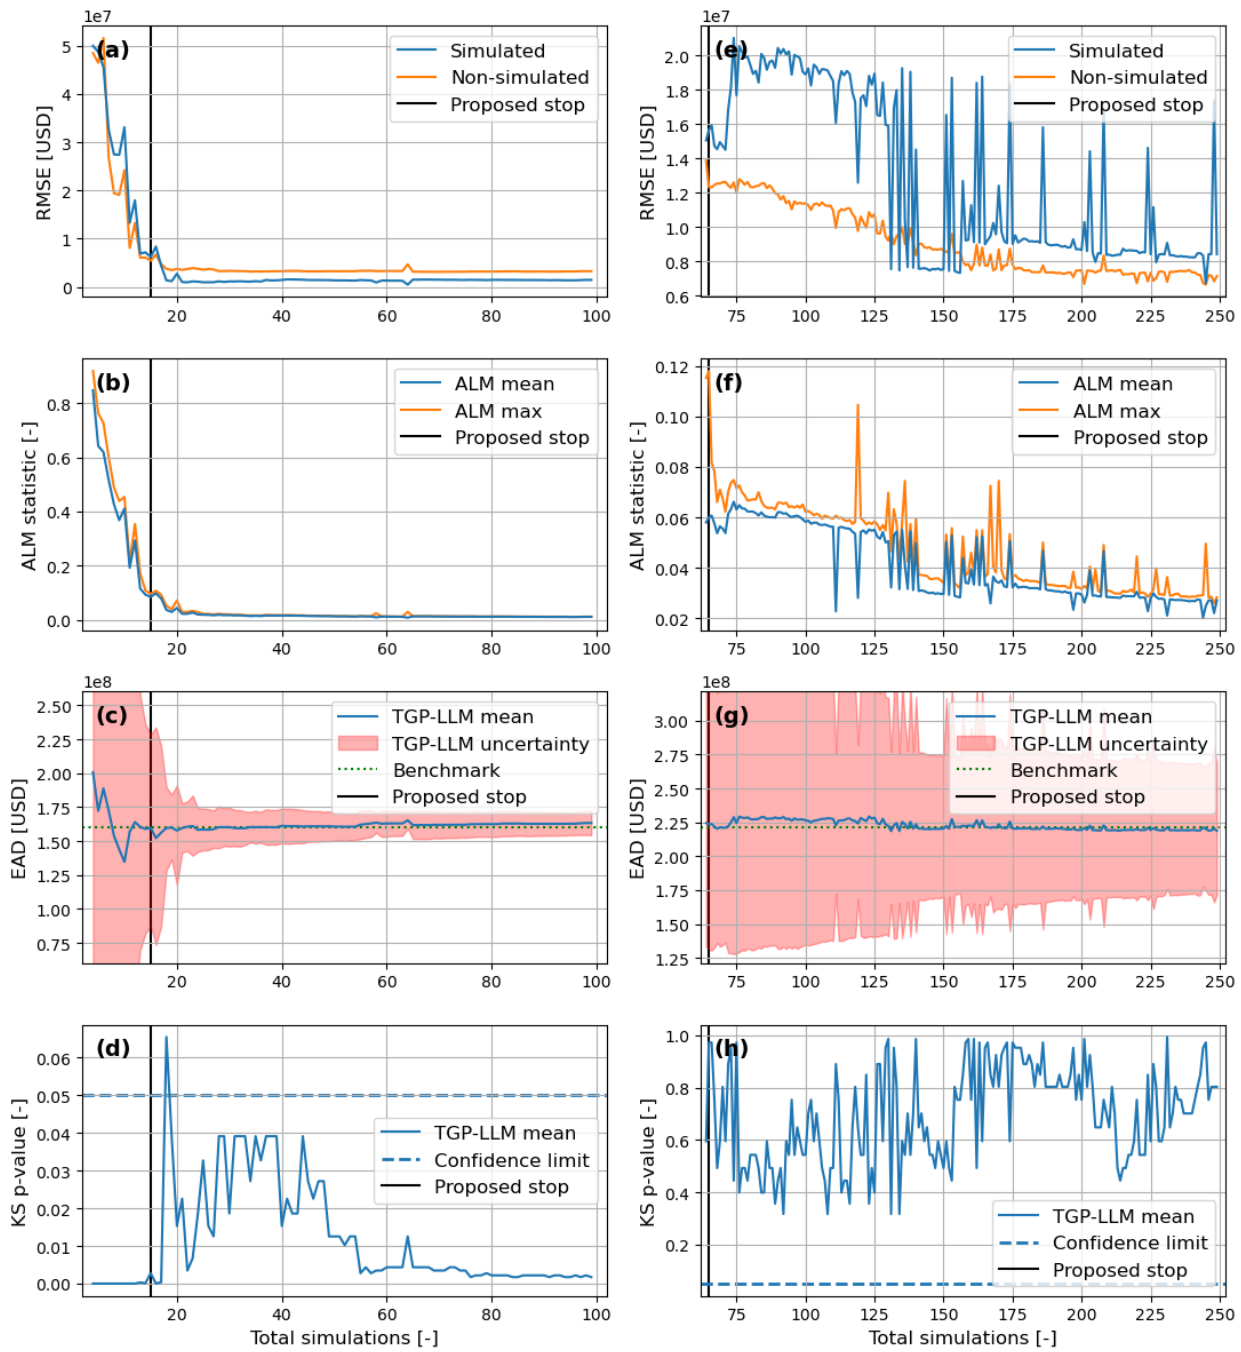 1e7
(a)
Simulated
Non-simulated
Proposed stop
RMSE [USD]
5
4
3
2
1
0
20
40
60
80
100
1e7
(e)
Simulated
Non-simulated
Proposed stop
RMSE [USD]
2.0
1.8
1.6
1.4
1.2
1.0
0.8
0.6
75
100
125
150
175
200
225
250
(b)
ALM mean
ALM max
Proposed stop
ALM statistic [-]
0.8
0.6
0.4
0.2
0.0
20
40
60
80
100
(f)
ALM mean
ALM max
Proposed stop
ALM statistic [-]
0.12
0.10
0.08
0.06
0.04
0.02
75
100
125
150
175
200
225
250
1e8
(c)
TGP-LLM mean
TGP-LLM uncertainty
Benchmark
Proposed stop
EAD [USD]
2.50
2.25
2.00
1.75
1.50
1.25
1.00
0.75
20
40
60
80
100
1e8
(g)
TGP-LLM mean
TGP-LLM uncertainty
Benchmark
Proposed stop
EAD [USD]
3.00
2.75
2.50
2.25
2.00
1.75
1.50
1.25
75
100
125
150
175
200
225
250
(d)
TGP-LLM mean
Confidence limit
Proposed stop
KS p-value [-]
0.06
0.05
0.04
0.03
0.02
0.01
0.00
20
40
60
80
100
Total simulations [-]
(h)
TGP-LLM mean
Confidence limit
Proposed stop
KS p-value [-]
1.0
0.8
0.6
0.4
0.2
75
100
125
150
175
200
225
250
Total simulations [-]